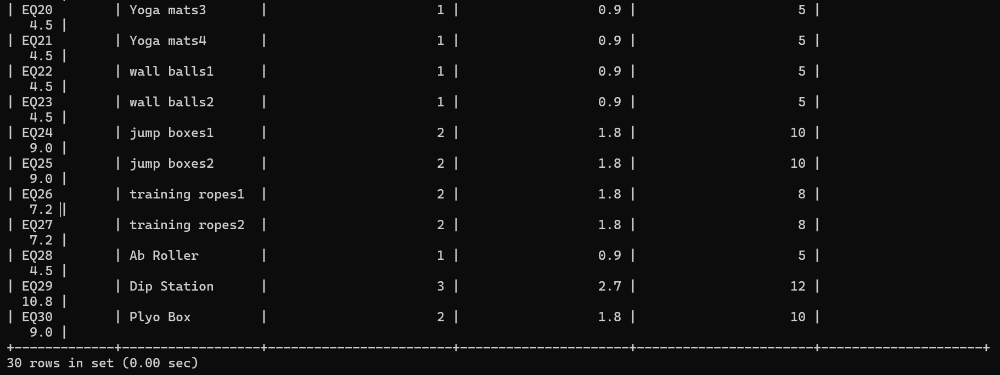 | EQ20 | Yoga mats3 | 1 | 0.9 | 5 |
4.5 |
| EQ21 | Yoga mats4 | 1 | 0.9 | 5 |
4.5 |
| EQ22 | wall balls1 | 1 | 0.9 | 5 |
4.5 |
| EQ23 | wall balls2 | 1 | 0.9 | 5 |
4.5 |
| EQ24 | jump boxes1 | 2 | 1.8 | 10 |
9.0 |
| EQ25 | jump boxes2 | 2 | 1.8 | 10 |
9.0 |
| EQ26 | training ropes1 | 2 | 1.8 | 8 |
7.2 |
| EQ27 | training ropes2 | 2 | 1.8 | 8 |
7.2 |
| EQ28 | Ab Roller | 1 | 0.9 | 5 |
4.5 |
| EQ29 | Dip Station | 3 | 2.7 | 12 |
10.8 |
| EQ30 | Plyo Box | 2 | 1.8 | 10 |
9.0 |
+-------------+------------------+------------------------+----------------------+-----------------------+---------------------+
30 rows in set (0.00 sec)